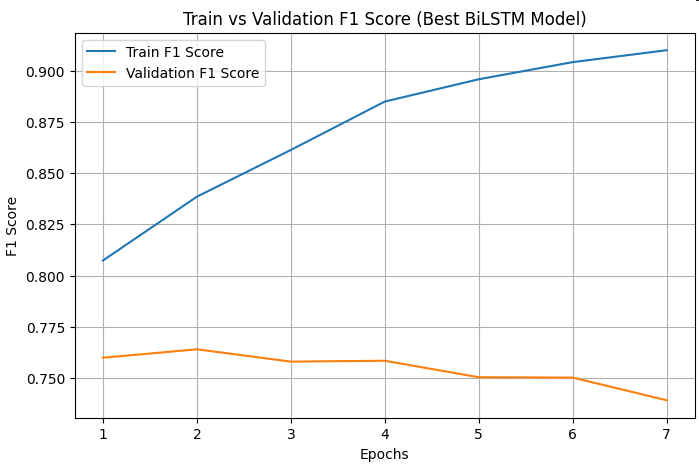 Train vs Validation F1 Score (Best BiLSTM Model)
Train F1 Score
Validation F1 Score
F1 Score
0.900
0.875
0.850
0.825
0.800
0.775
0.750
1 2 3 4 5 6 7
Epochs